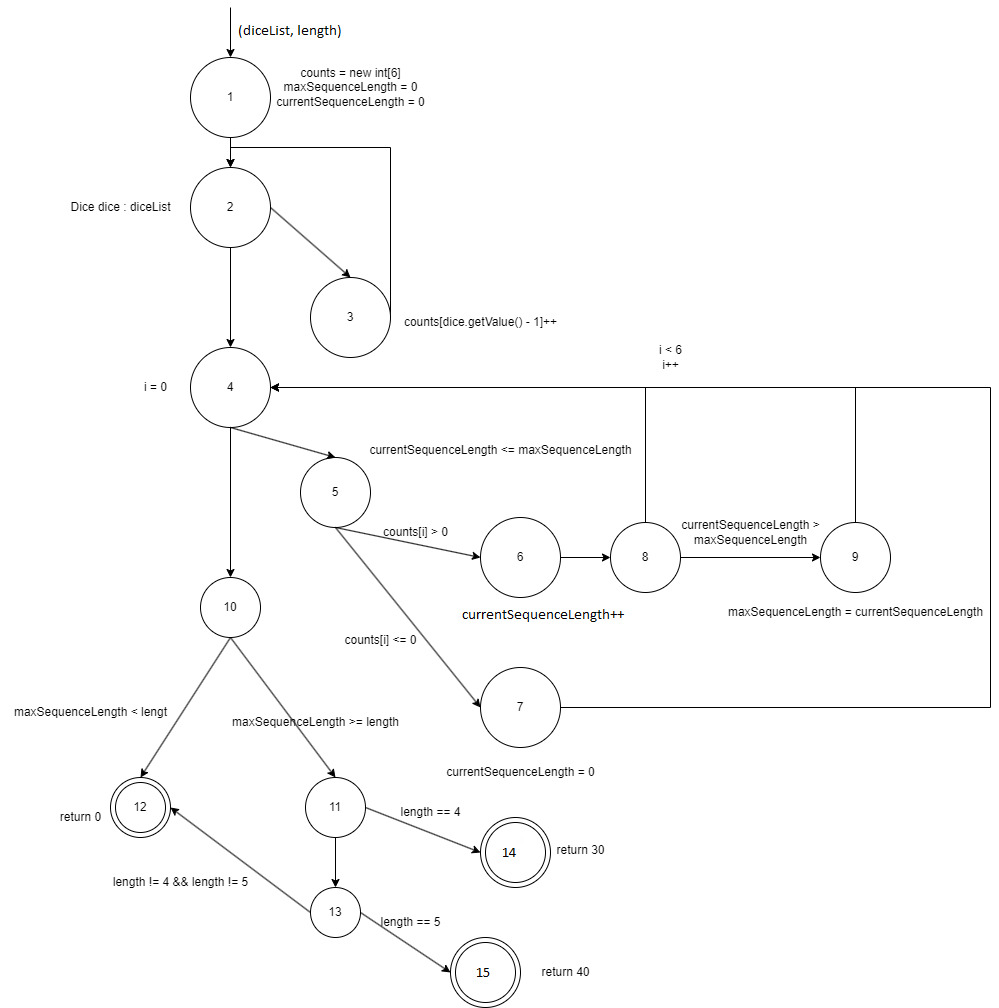 (diceList, length)
1
counts = new int[6]
maxSequenceLength = 0
currentSequenceLength = 0
Dice dice : diceList
2
3
counts[dice.getValue() - 1]++
i < 6
i++
i = 0
4
currentSequenceLength <= maxSequenceLength
5
counts[i] > 0
6
8
currentSequenceLength >
maxSequenceLength
9
currentSequenceLength++
maxSequenceLength = currentSequenceLength
10
counts[i] <= 0
7
maxSequenceLength < lengt
maxSequenceLength >= length
currentSequenceLength = 0
return 0
12
11
length == 4
14
return 30
length != 4 && length != 5
13
length == 5
15
return 40